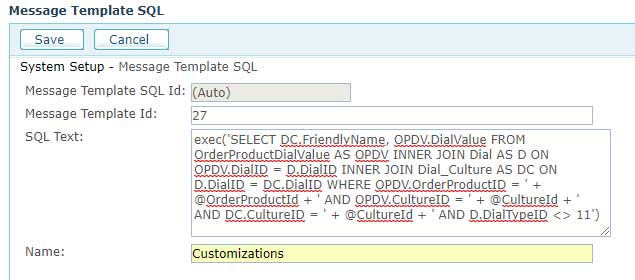 Message Template SQL
Save Cancel
System Setup - Message Template SQL
Message Template SQL Id: (Auto)
Message Template Id: 27
SQL Text: exec('SELECT DC.FriendlyName, OPDV.DialValue FROM
OrderProductDialValue AS OPDV INNER JOIN Dial AS D ON
OPDV.DialID = D.DialID INNER JOIN Dial_Culture AS DC ON
D.DialID = DC.DialID WHERE OPDV.OrderProductID = ' +
@OrderProductId + ' AND OPDV.CultureID = ' + @CultureId + '
AND DC.CultureID = ' + @CultureId + ' AND D.DialTypeID <> 11')
Name: Customizations